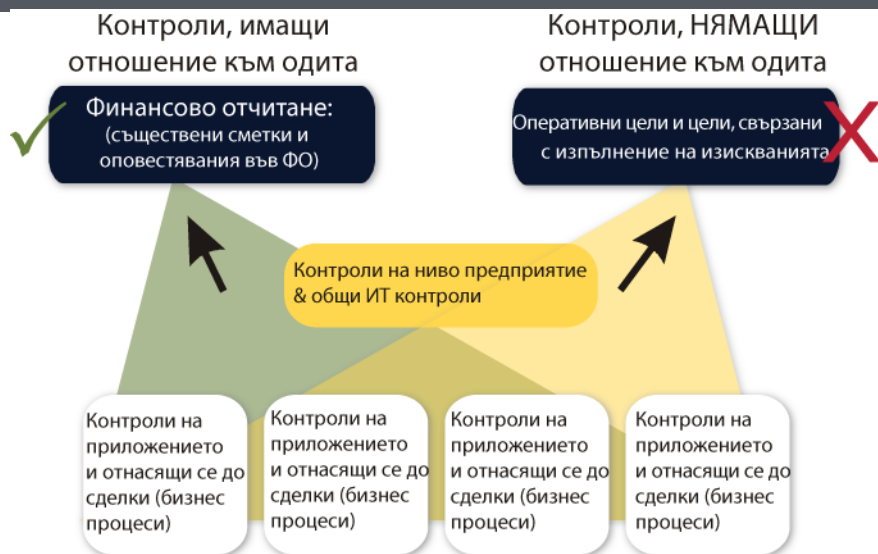 Контроли, имащи
отношение към одита
Контроли, НЯМАЩИ
отношение към одита
Финансово отчитане:
(съществени сметки и
оповестявания във ФО)
Оперативни цели и цели, свързани
с изпълнение на изискванията
Контроли на ниво предприятие
& общи ИТ контроли
Контроли на
приложението
и отнасящи се до
сделки (бизнес
процеси)
Контроли на
приложението
и отнасящи се до
сделки (бизнес
процеси)
Контроли на
приложението
и отнасящи се до
сделки (бизнес
процеси)
Контроли на
приложението
и отнасящи се до
сделки (бизнес
процеси)